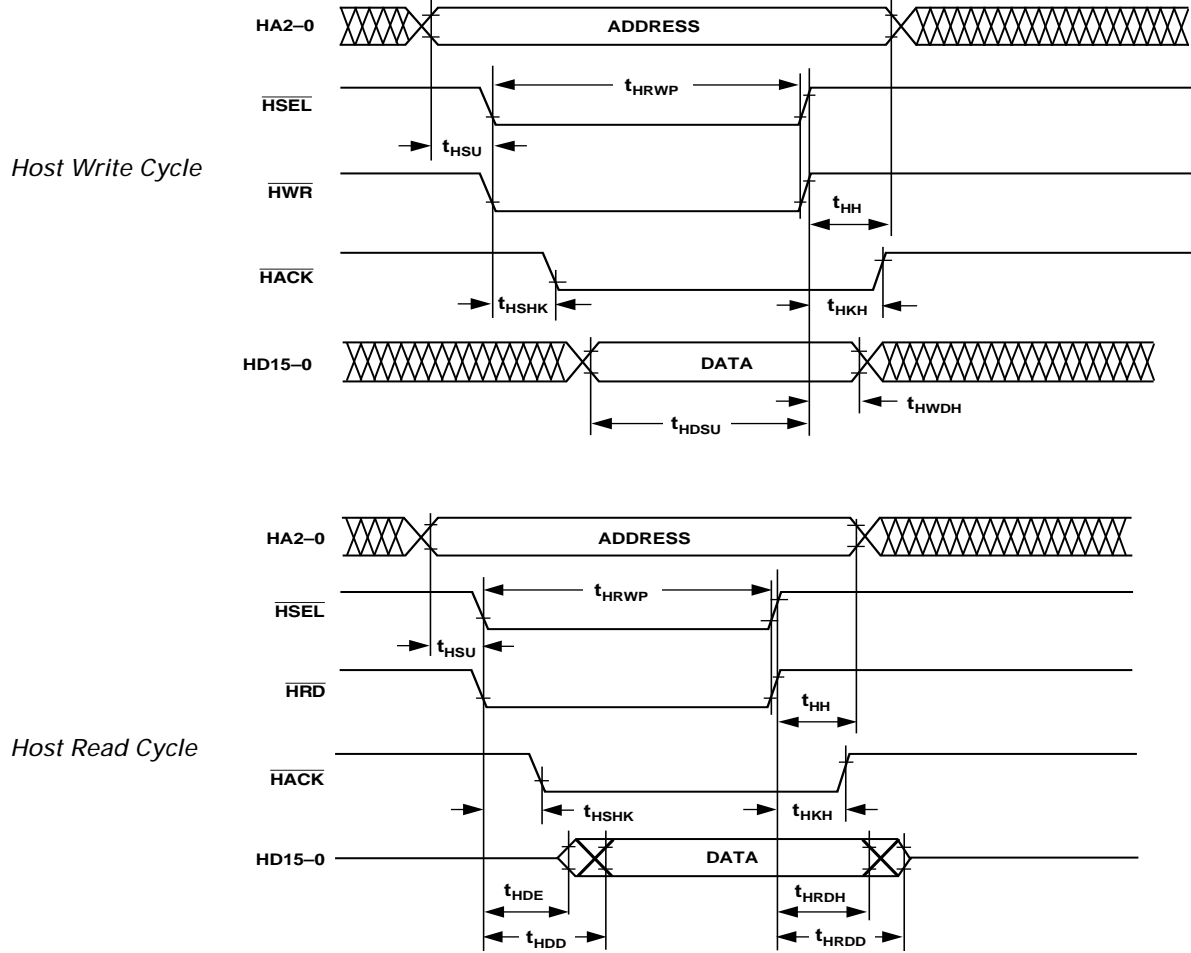 HA2–0
ADDRESS
tHRWP
HSEL
tHSU
Host Write Cycle
HWR
tHH
HACK
tHSHK
tHKH
HD15–0
DATA
tHWDH
tHDSU
HA2–0
ADDRESS
tHRWP
HSEL
tHSU
HRD
tHH
Host Read Cycle
HACK
tHSHK
tHKH
HD15–0
DATA
tHDE
tHRDH
tHDD
tHRDD